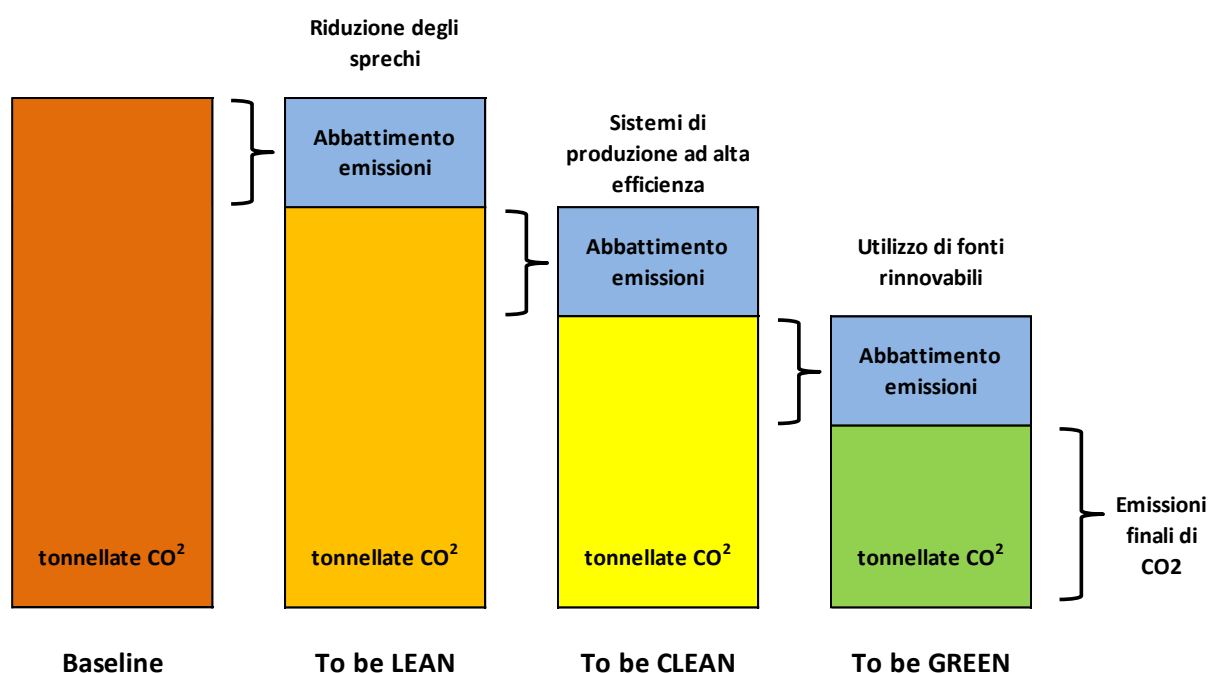 Riduzione degli
sprechi
Abbattimento
emissioni
Sistemi di
produzione ad alta
efficienza
Abbattimento
emissioni
Utilizzo di fonti
rinnovabili
Abbattimento
emissioni
Emissioni
finali di
CO2
tonnellate CO²
tonnellate CO²
tonnellate CO²
tonnellate CO²
Baseline
To be LEAN
To be CLEAN
To be GREEN